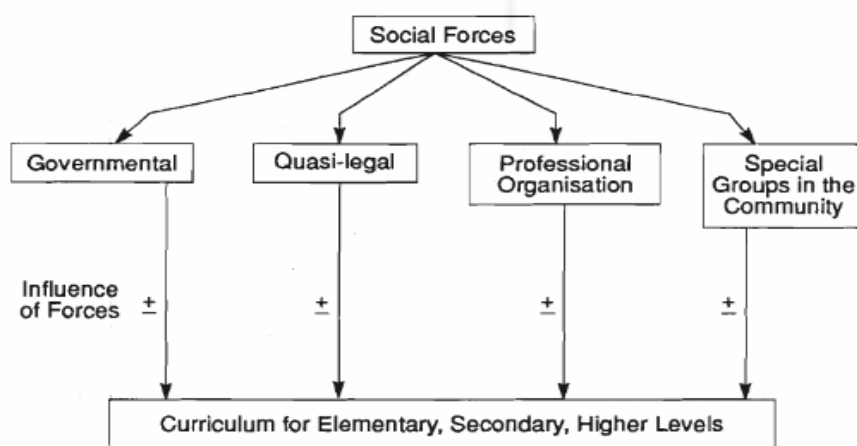 Social Forces
Governmental
Quasi-legal
Professional
Organisation
Special
Groups in the
Community
Influence
of Forces
±
±
±
±
Curriculum for Elementary, Secondary, Higher Levels